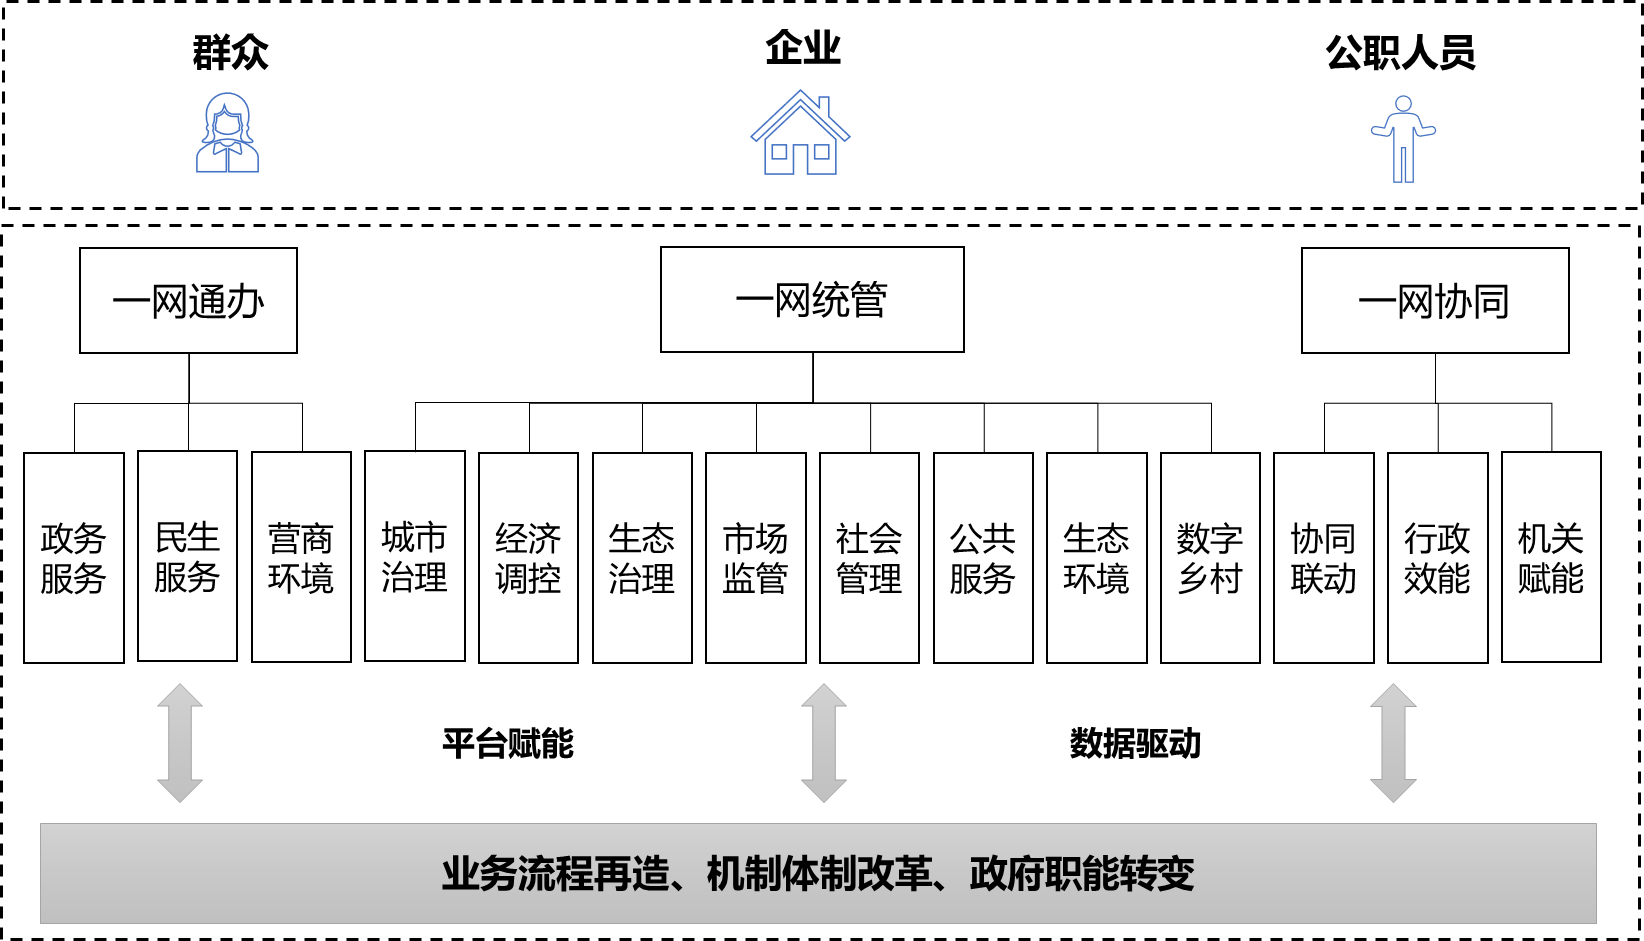 群众
企业
公职人员
一网通办
一网统管
一网协同
政务
服务
民生
服务
营商
环境
城市
治理
经济
调控
生态
治理
市场
监管
社会
管理
公共
服务
生态
环境
数字
乡村
协同
联动
行政
效能
机关
赋能
平台赋能
数据驱动
业务流程再造、机制体制改革、政府职能转变